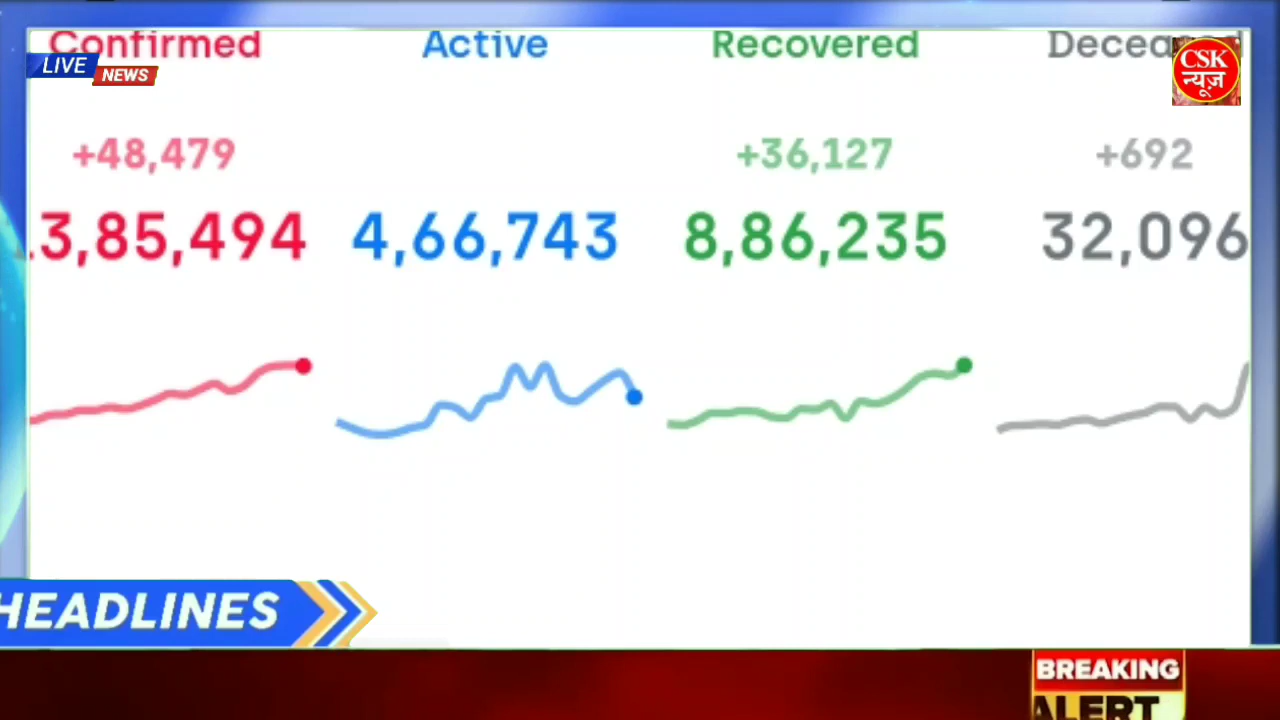 Confirmed Active Recovered
LIVE
NEWS
CSK
न्यूज़
+48,479 +36,127 +692
3,85,494 4,66,743 8,86,235 32,096
HEADLINES
BREAKING
ALERT